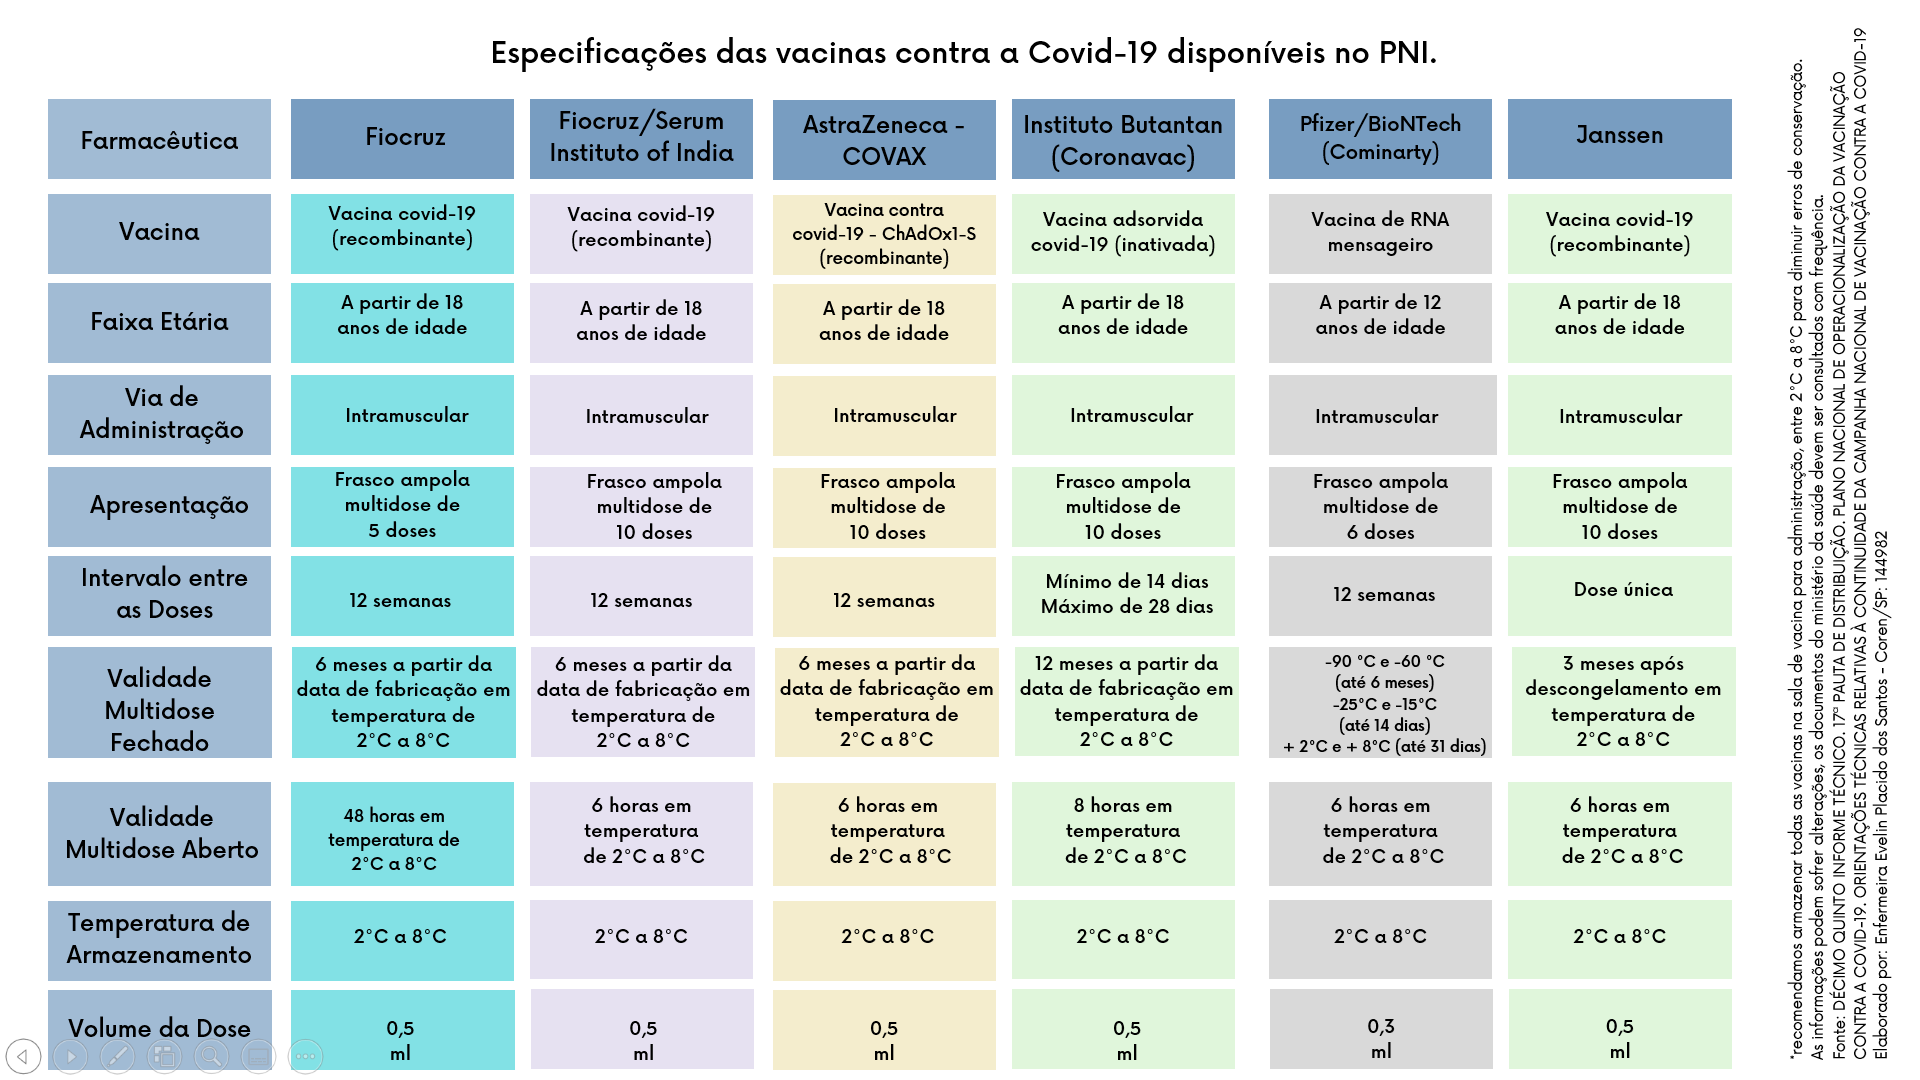 Especificações das vacinas contra a Covid-19 disponíveis no PNI.
Farmacêutica
Fiocruz
Fiocruz/Serum
Instituto of India
AstraZeneca -
COVAX
Instituto Butantan
(Coronavac)
Pfizer/BioNTech
(Cominarty)
Janssen
Vacina
Vacina covid-19
(recombinante)
Vacina covid-19
(recombinante)
Vacina contra
covid-19 - ChAdOx1-S
(recombinante)
Vacina adsorvida
covid-19 (inativada)
Vacina de RNA
mensageiro
Vacina covid-19
(recombinante)
Faixa Etária
A partir de 18
anos de idade
A partir de 18
anos de idade
A partir de 18
anos de idade
A partir de 18
anos de idade
A partir de 12
anos de idade
A partir de 18
anos de idade
Via de
Administração
Intramuscular
Intramuscular
Intramuscular
Intramuscular
Intramuscular
Intramuscular
Apresentação
Frasco ampola
multidose de
5 doses
Frasco ampola
multidose de
10 doses
Frasco ampola
multidose de
10 doses
Frasco ampola
multidose de
10 doses
Frasco ampola
multidose de
6 doses
Frasco ampola
multidose de
10 doses
Intervalo entre
as Doses
12 semanas
12 semanas
12 semanas
Mínimo de 14 dias
Máximo de 28 dias
12 semanas
Dose única
Validade
Multidose
Fechado
6 meses a partir da
data de fabricação em
temperatura de
2°C a 8°C
6 meses a partir da
data de fabricação em
temperatura de
2°C a 8°C
6 meses a partir da
data de fabricação em
temperatura de
2°C a 8°C
12 meses a partir da
data de fabricação em
temperatura de
2°C a 8°C
-90 °C e -60 °C
(até 6 meses)
-25°C e -15°C
(até 14 dias)
+ 2°C e + 8°C (até 31 dias)
3 meses após
descongelamento em
temperatura de
2°C a 8°C
Validade
Multidose Aberto
48 horas em
temperatura de
2°C a 8°C
6 horas em
temperatura
de 2°C a 8°C
6 horas em
temperatura
de 2°C a 8°C
8 horas em
temperatura
de 2°C a 8°C
6 horas em
temperatura
de 2°C a 8°C
6 horas em
temperatura
de 2°C a 8°C
Temperatura de
Armazenamento
2°C a 8°C
2°C a 8°C
2°C a 8°C
2°C a 8°C
2°C a 8°C
2°C a 8°C
Volume da Dose
0,5
ml
0,5
ml
0,5
ml
0,5
ml
0,3
ml
0,5
ml
*recomendamos armazenar todas as vacinas na sala de vacina para administração, entre 2°C a 8°C para diminuir erros de conservação.
As informações podem sofrer alterações, os documentos do ministério da saúde devem ser consultados com frequência.
Fonte: DÉCIMO QUINTO INFORME TÉCNICO. 17ª PAUTA DE DISTRIBUIÇÃO. PLANO NACIONAL DE OPERACIONALIZAÇÃO DA VACINAÇÃO
CONTRA A COVID-19. ORIENTAÇÕES TÉCNICAS RELATIVAS À CONTINUIDADE DA CAMPANHA NACIONAL DE VACINAÇÃO CONTRA A COVID-19
Elaborado por: Enfermeira Evelin Placido dos Santos - Coren/SP: 144982